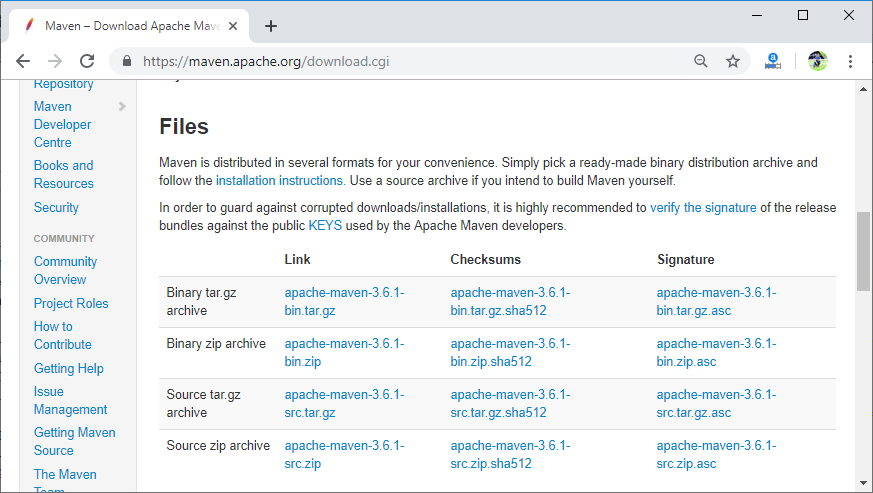 Maven – Download Apache Mave
https://maven.apache.org/download.cgi
Repository
Maven
Developer
Centre
Books and
Resources
Security
COMMUNITY
Community
Overview
Project Roles
How to
Contribute
Getting Help
Issue
Management
Getting Maven
Source
The Maven
Team
Files
Maven is distributed in several formats for your convenience. Simply pick a ready-made binary distribution archive and
follow the installation instructions. Use a source archive if you intend to build Maven yourself.
In order to guard against corrupted downloads/installations, it is highly recommended to verify the signature of the release
bundles against the public KEYS used by the Apache Maven developers.
Link Checksums Signature
Binary tar.gz apache-maven-3.6.1- apache-maven-3.6.1- apache-maven-3.6.1-
archive bin.tar.gz bin.tar.gz.sha512 bin.tar.gz.asc
Binary zip archive apache-maven-3.6.1- apache-maven-3.6.1- apache-maven-3.6.1-
bin.zip bin.zip.sha512 bin.zip.asc
Source tar.gz apache-maven-3.6.1- apache-maven-3.6.1- apache-maven-3.6.1-
archive src.tar.gz src.tar.gz.sha512 src.tar.gz.asc
Source zip archive apache-maven-3.6.1- apache-maven-3.6.1- apache-maven-3.6.1-
src.zip src.zip.sha512 src.zip.asc